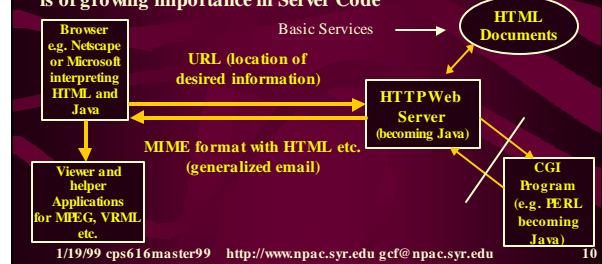 is of growing importance in Server Code
Browser
e.g. Netscape
or Microsoft
interpreting
HTML and
Java
Basic Services
HTML
Documents
URL (location of
desired information)
HTTP Web
Server
(becoming Java)
MIME format with HTML etc.
(generalized email)
Viewer and
helper
Applications
for MPEG, VRML
etc.
CGI
Program
(e.g. PERL
becoming
Java)
1/19/99 cps616master99 http://www.npac.syr.edu gcf@npac.syr.edu 10